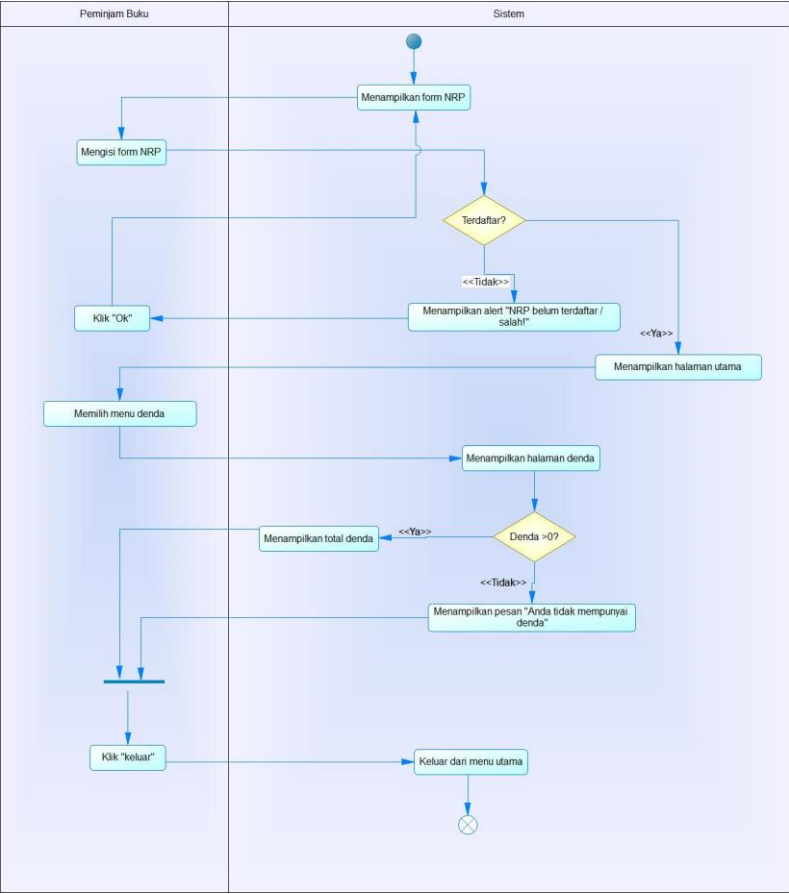 Peminjam Buku
Sistem
Menampilkan form NRP
Mengisi form NRP
Terdaftar?
<<Tidak>>
Klik "Ok"
Menampilkan alert "NRP belum terdaftar /
salah!"
<<Ya>>
Menampilkan halaman utama
Memilih menu denda
Menampilkan halaman denda
Menampilkan total denda
<<Ya>>
Denda >0?
<<Tidak>>
Menampilkan pesan "Anda tidak mempunyai
denda"
Klik "keluar"
Keluar dari menu utama